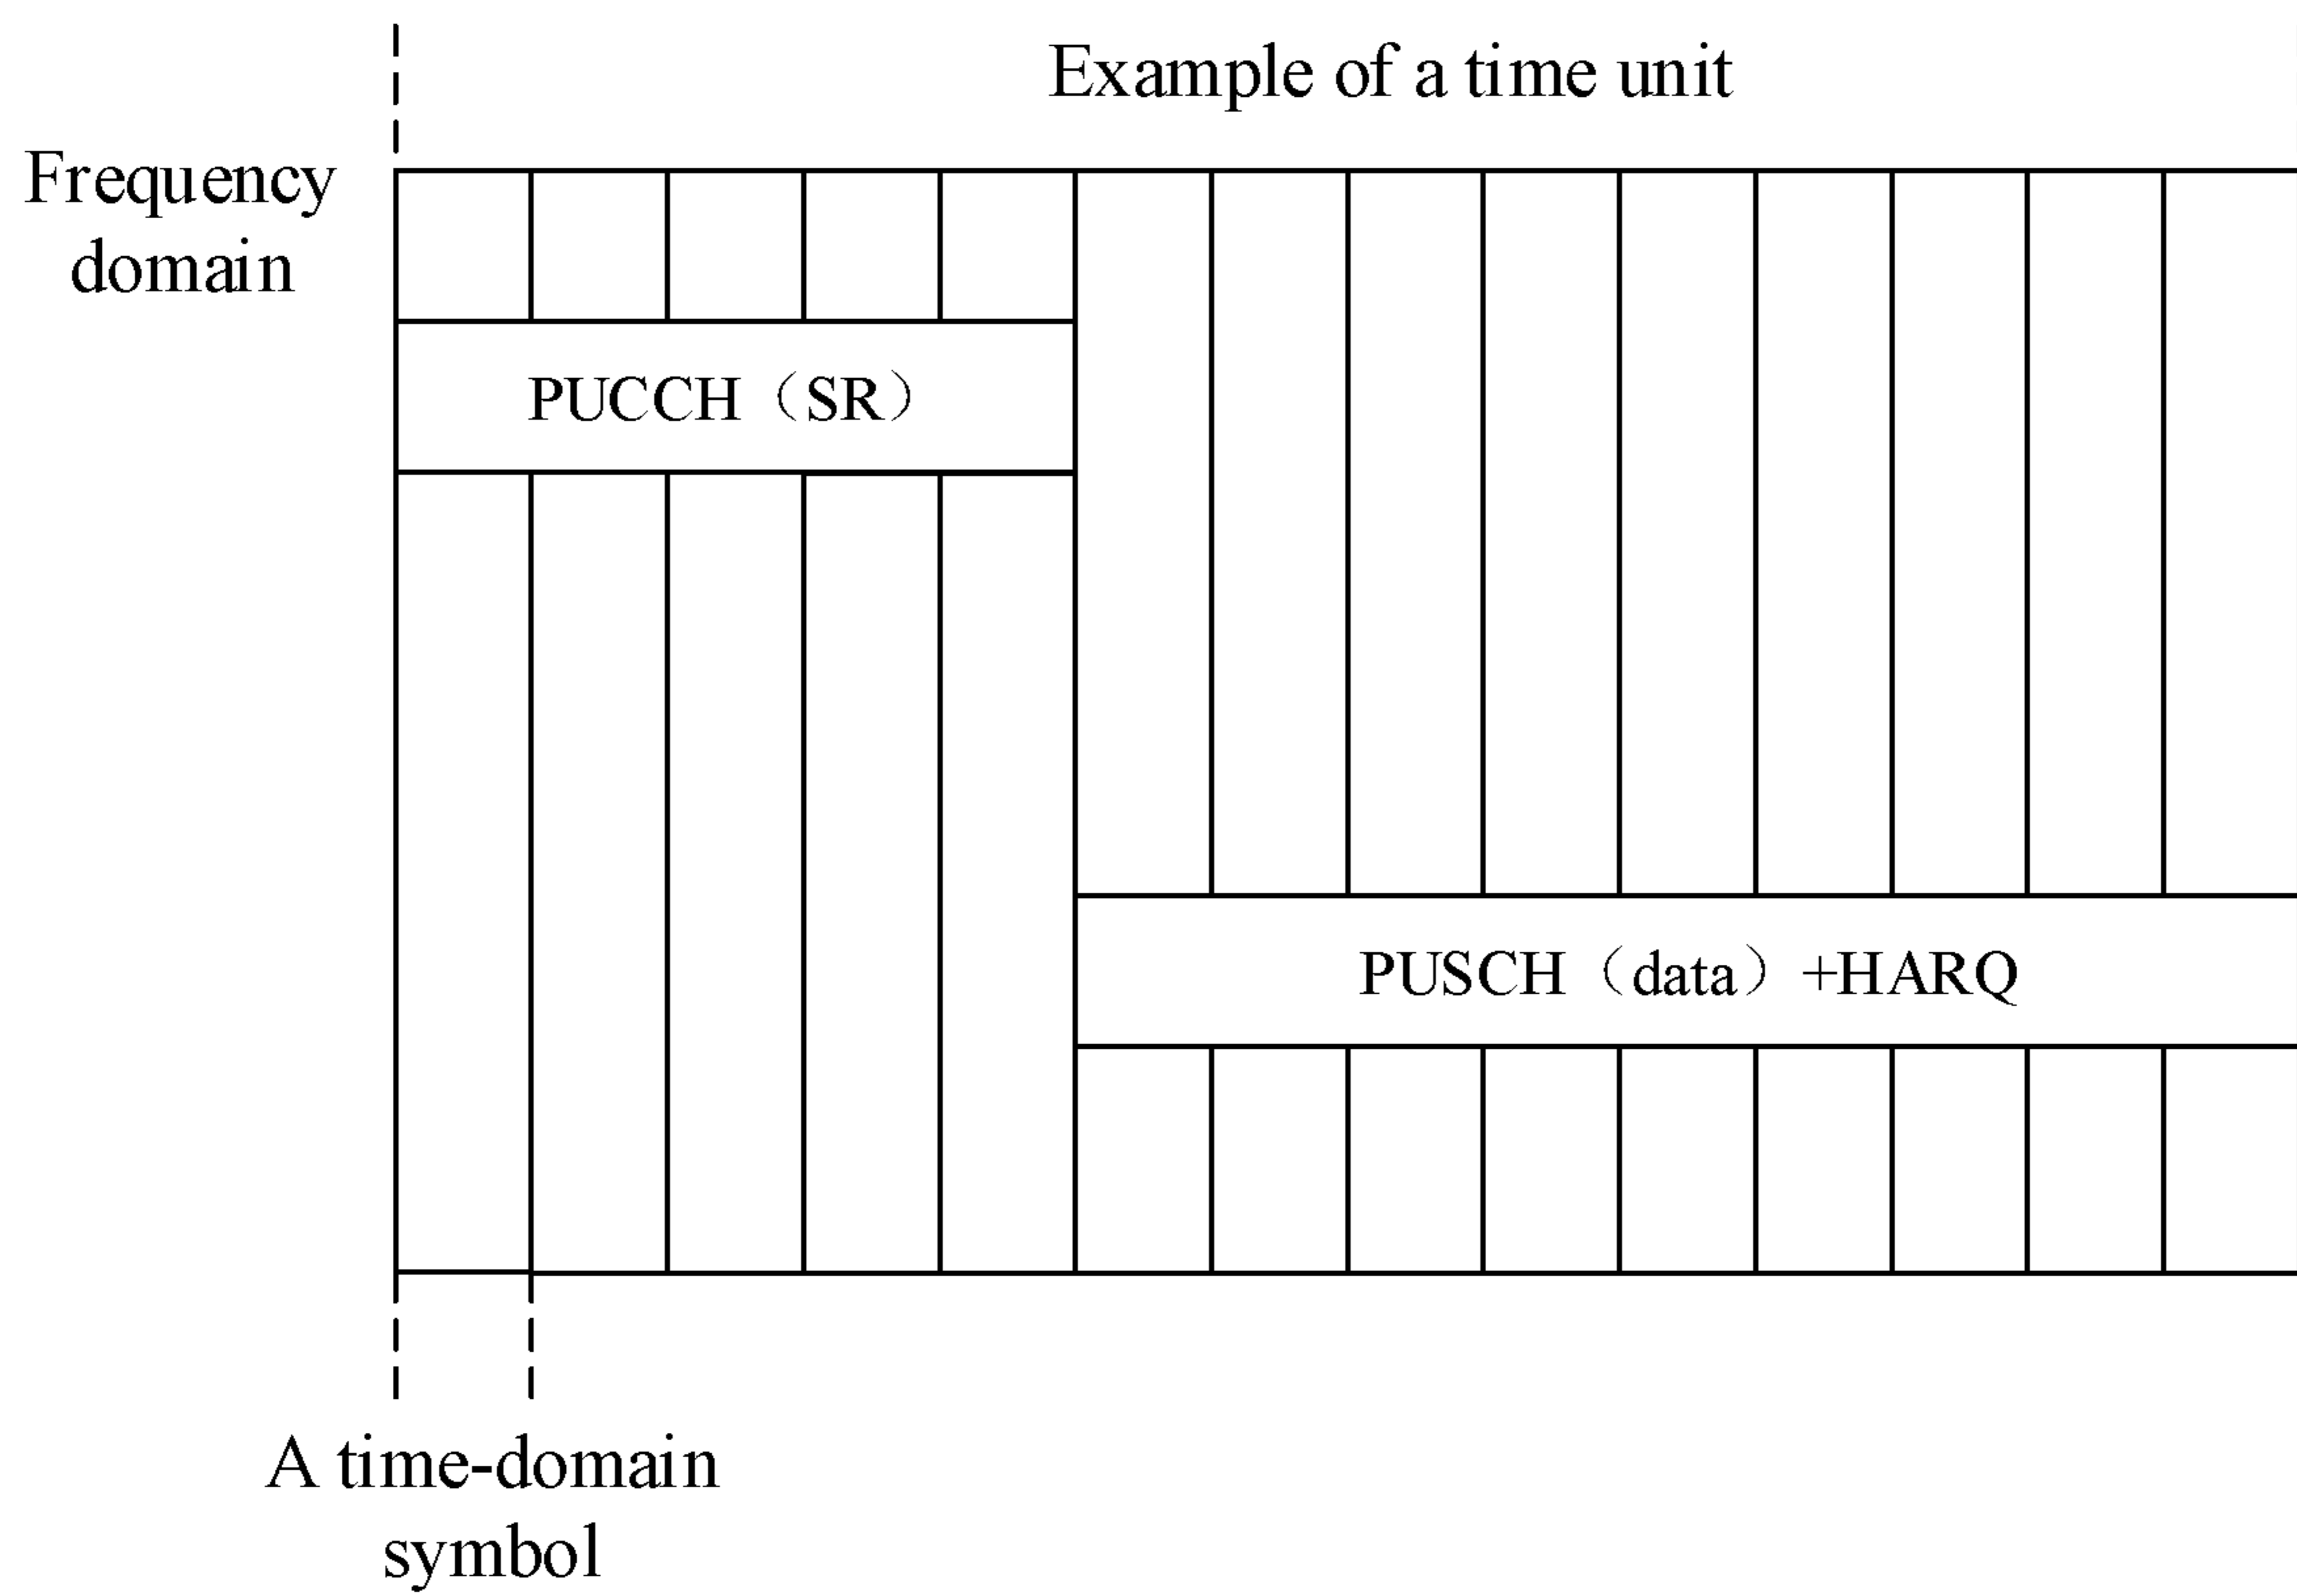 Example of a time unit
Frequency
domain
PUCCH（SR）
PUSCH（data）+HARQ
A time-domain
symbol